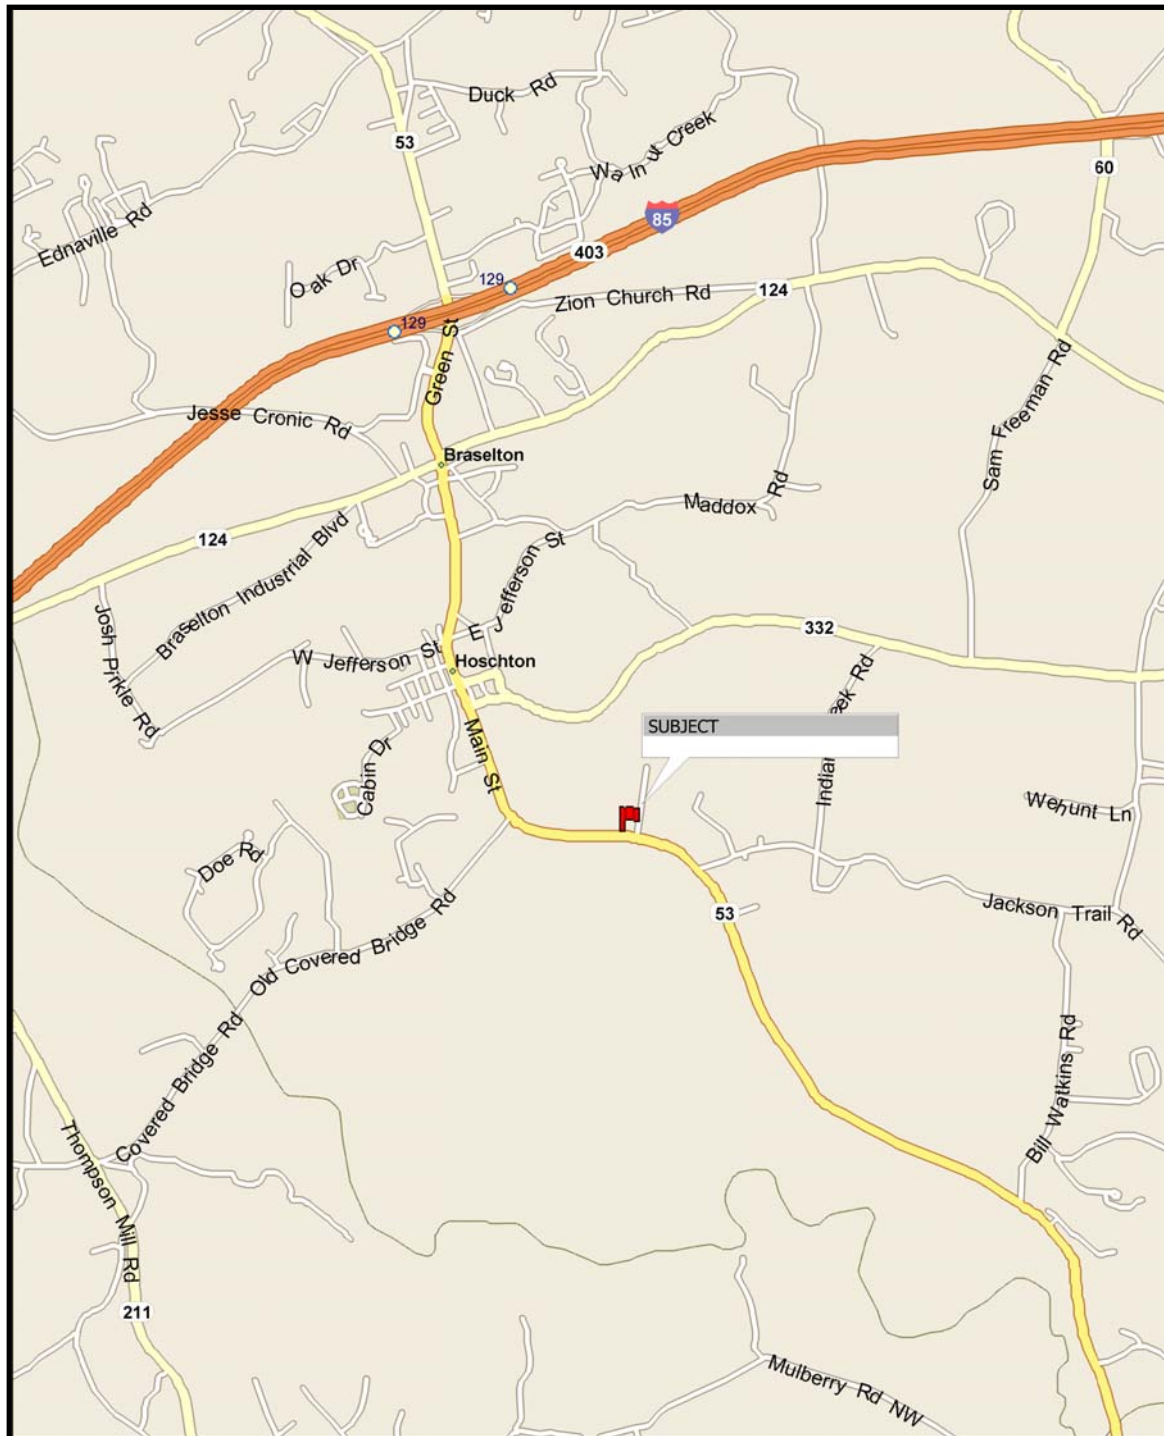 Duck Rd
53
Walnut Creek
60
85
Ednaville Rd
403
Oak Dr
129
Zion Church Rd
124
129
Green St
Jesse Cronic Rd
Sam Freeman Rd
Braselton
Maddox Rd
124
Braselton Industrial Blvd
E Jefferson St
Josh Pirkle Rd
332
W Jefferson St
Hoschton
SUBJECT
Main St
Cabin Dr
Wehunt Ln
Doe Rd
Jackson Trail Rd
53
Old Covered Bridge Rd
Covered Bridge Rd
Bill Watkins Rd
Thompson Mill Rd
211
Mulberry Rd NW